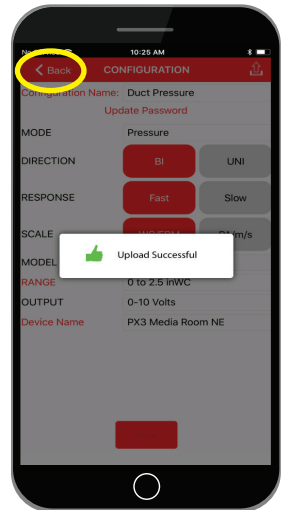 10:25 AM
Back CONFIGURATION
Configuration Name: Duct Pressure
Update Password
MODE Pressure
DIRECTION BI UNI
RESPONSE Fast Slow
SCALE
Upload Successful
MODEL
RANGE 0 to 2.5 inWC
OUTPUT 0-10 Volts
Device Name PX3 Media Room NE